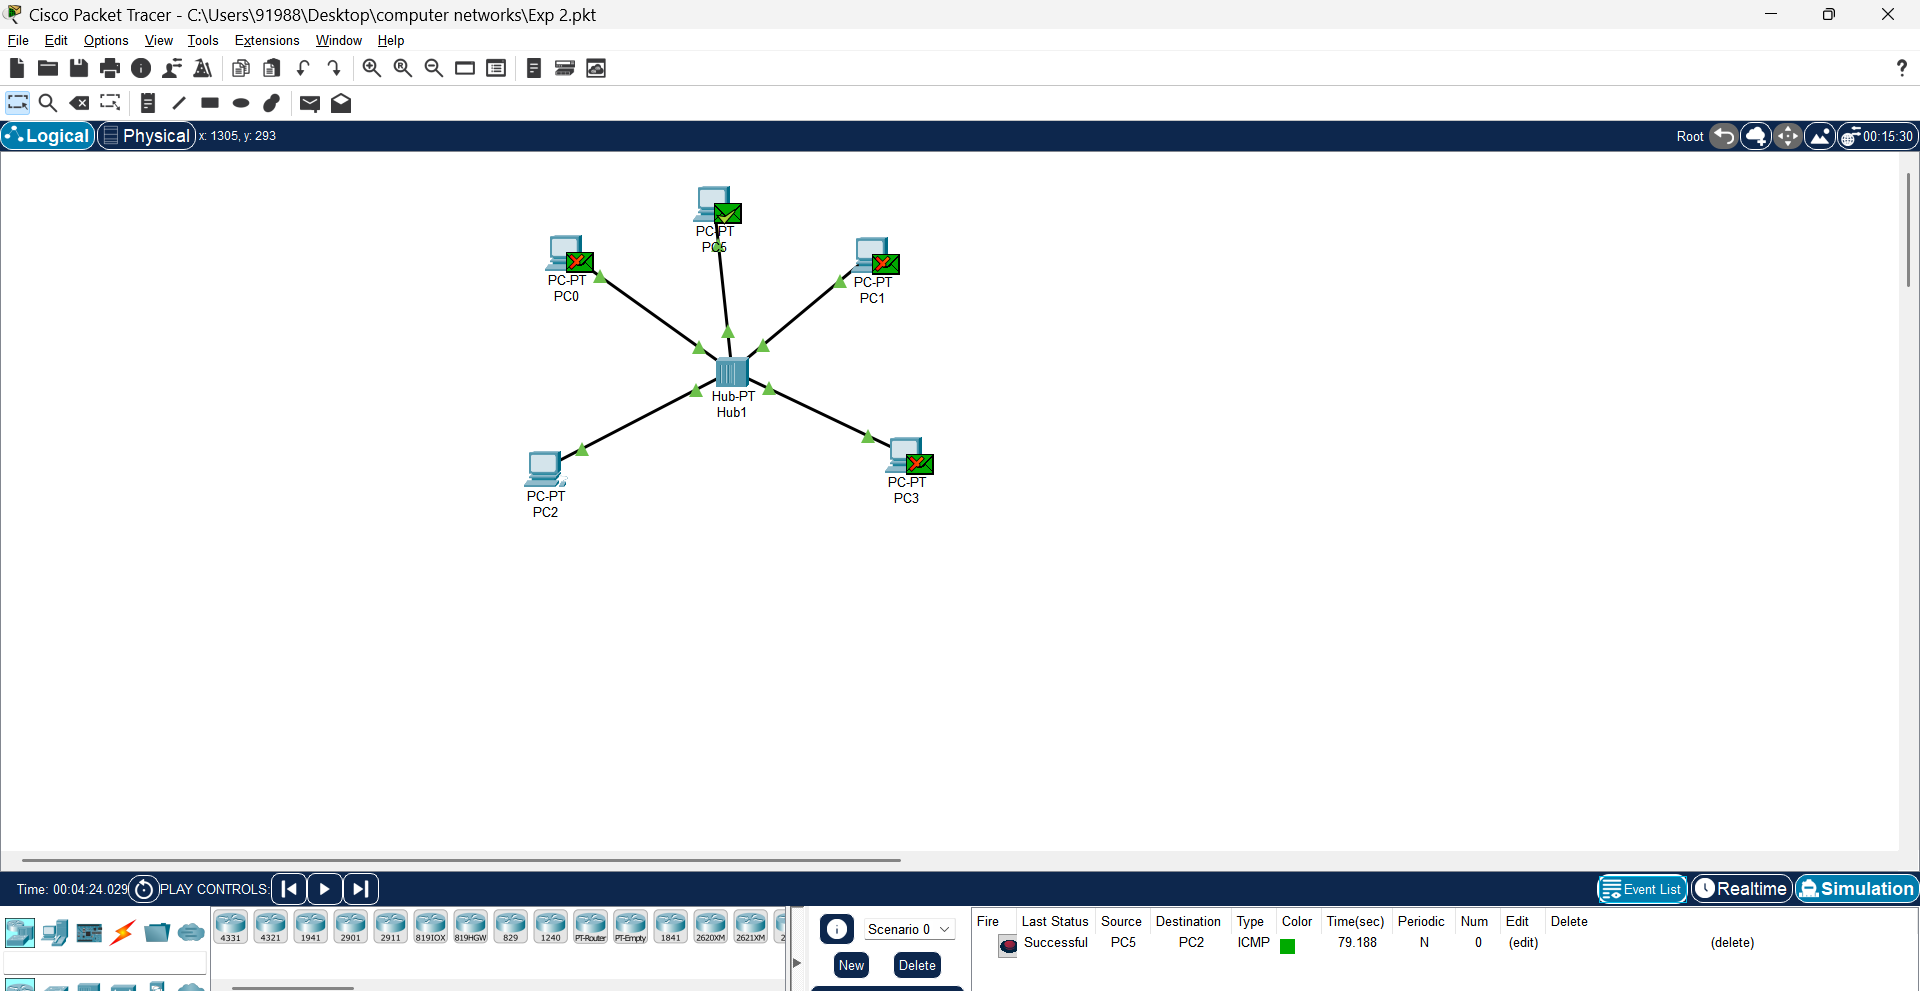 Cisco Packet Tracer - C:\Users\91988\Desktop\computer networks\Exp 2.pkt
File Edit Options View Tools Extensions Window Help
?
Logical Physical x: 1305, y: 293 Root 00:15:30
PC-PT
PC5
PC-PT
PC0
PC-PT
PC1
Hub-PT
Hub1
PC-PT
PC2
PC-PT
PC3
Time: 00:04:24.029 PLAY CONTROLS: Event List Realtime Simulation
4331 4321 1941 2901 2911 819IOX 819HGW 829 1240 PT-Router PT-Empty 1841 2620XM 2621XM
Scenario 0
New Delete
Fire Last Status Source Destination Type Color Time(sec) Periodic Num Edit Delete
Successful PC5 PC2 ICMP 79.188 N 0 (edit) (delete)